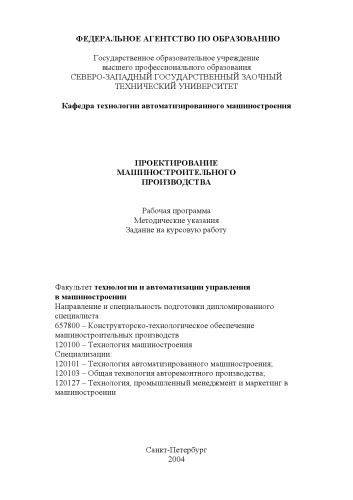 ФЕДЕРАЛЬНОЕ АГЕНТСТВО ПО ОБРАЗОВАНИЮ
Государственное образовательное учреждение
высшего профессионального образования
СЕВЕРО-ЗАПАДНЫЙ ГОСУДАРСТВЕННЫЙ ЗАОЧНЫЙ
ТЕХНИЧЕСКИЙ УНИВЕРСИТЕТ
Кафедра технологии автоматизированного машиностроения
ПРОЕКТИРОВАНИЕ
МАШИНОСТРОИТЕЛЬНОГО
ПРОИЗВОДСТВА
Рабочая программа
Методические указания
Задание на курсовую работу
Факультет технологии и автоматизации управления
в машиностроении
Направление и специальность подготовки дипломированного
специалиста:
657800 – Конструкторско-технологическое обеспечение
машиностроительных производств
120100 – Технология машиностроения
Специализации:
120101 – Технология автоматизированного машиностроения;
120103 – Общая технология авторемонтного производства;
120127 – Технология, промышленный менеджмент и маркетинг в
машиностроении
Санкт-Петербург
2004